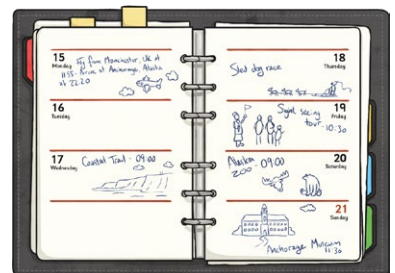 15
Monday
Fly from Manchester, UK at
11:55. Arrive at Anchorage, Alaska
at 22:20
16
Tuesday
17
Wednesday
Coastal Trail - 09:00
18
Thursday
Sled dog race
19
Friday
Sight seeing
tour - 10:30
20
Saturday
Alaskan
zoo - 09:00
21
Sunday
Anchorage Museum
11:30